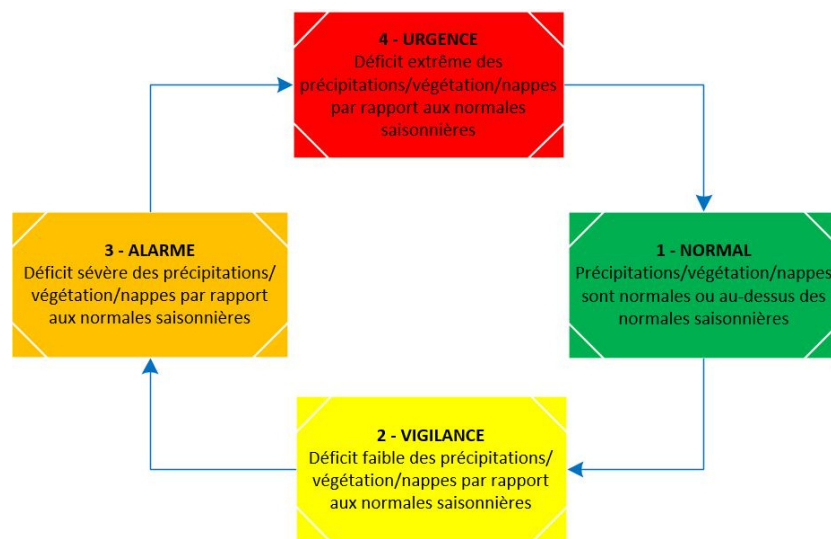 4 - URGENCE
Déficit extrême des
précipitations/végétation/nappes
par rapport aux normales
saisonnières
3 - ALARME
Déficit sévère des précipitations/
végétation/nappes par rapport
aux normales saisonnières
1 - NORMAL
Précipitations/végétation/nappes
sont normales ou au-dessus des
normales saisonnières
2 - VIGILANCE
Déficit faible des précipitations/
végétation/nappes par rapport
aux normales saisonnières